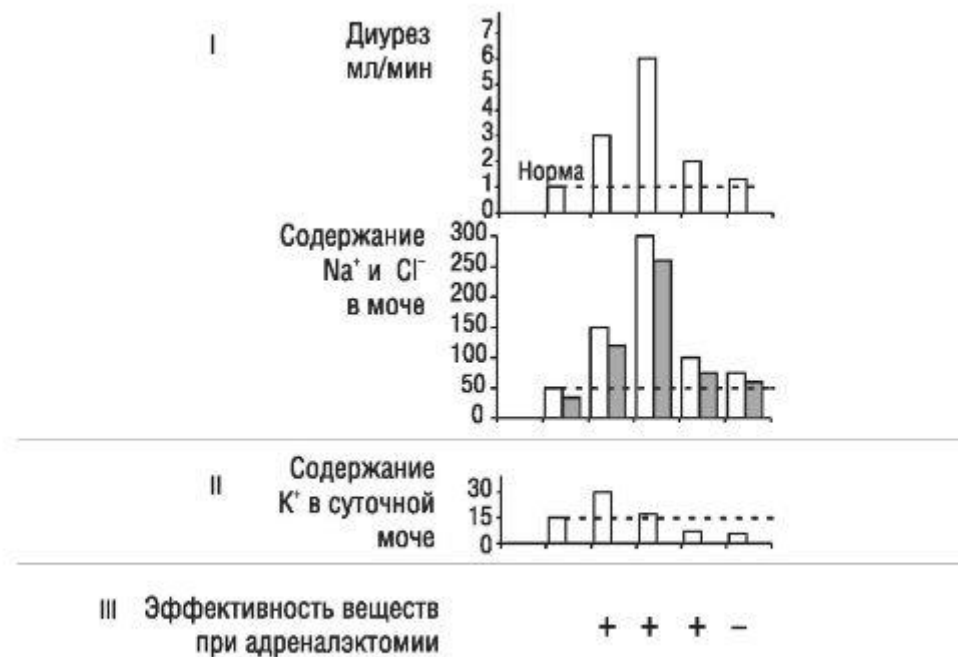 I
Диурез
мл/мин
7
6
5
4
3
2
1
0
Норма
Содержание
Na⁺ и Cl⁻
в моче
300
250
200
150
100
50
0
II
Содержание
K⁺ в суточной
моче
30
15
0
III Эффективность веществ
при адреналэктомии
+ + + –